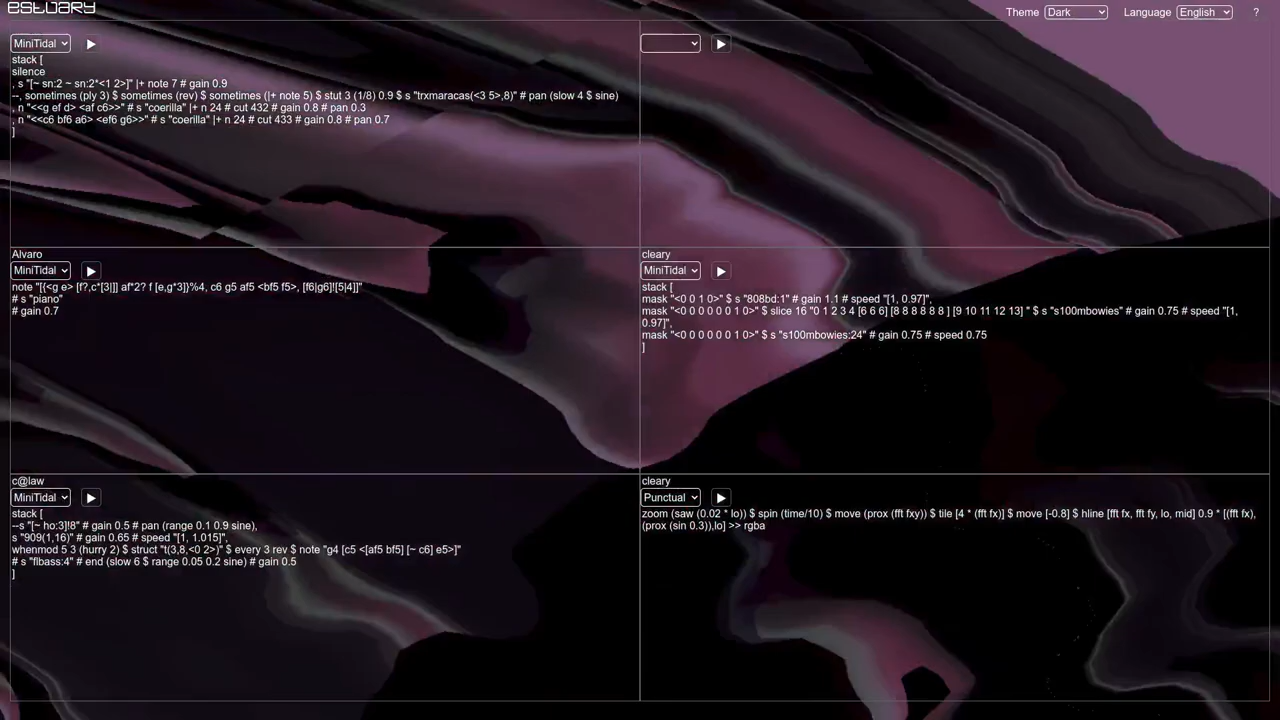 estuary
Theme Dark Language English ?
MiniTidal
stack [
silence
, s "[~ sn:2 ~ sn:2*<1 2>]" |+ note 7 # gain 0.9
--, sometimes (ply 3) $ sometimes (rev) $ sometimes (|+ note 5) $ stut 3 (1/8) 0.9 $ s "trxmaracas(<3 5>,8)" # pan (slow 4 $ sine)
, n "<<g ef d> <af c6>>" # s "coerilla" |+ n 24 # cut 432 # gain 0.8 # pan 0.3
, n "<<c6 bf6 a6> <ef6 g6>>" # s "coerilla" |+ n 24 # cut 433 # gain 0.8 # pan 0.7
]
Alvaro
MiniTidal
note "[{<g e> [f?,c*[3|]] af*2? f [e,g*3]}%4, c6 g5 af5 <bf5 f5>, [f6|g6]![5|4]]"
# s "piano"
# gain 0.7
cleary
MiniTidal
stack [
mask "<0 0 1 0>" $ s "808bd:1" # gain 1.1 # speed "[1, 0.97]",
mask "<0 0 0 0 0 0 1 0>" $ slice 16 "0 1 2 3 4 [6 6 6] [8 8 8 8 8 8 ] [9 10 11 12 13] " $ s "s100mbowies" # gain 0.75 # speed "[1,
0.97]",
mask "<0 0 0 0 0 0 1 0>" $ s "s100mbowies:24" # gain 0.75 # speed 0.75
]
c@law
MiniTidal
stack [
--s "[~ ho:3]!8" # gain 0.5 # pan (range 0.1 0.9 sine),
s "909(1,16)" # gain 0.65 # speed "[1, 1.015]",
whenmod 5 3 (hurry 2) $ struct "t(3,8,<0 2>)" $ every 3 rev $ note "g4 [c5 <[af5 bf5] [~ c6] e5>]"
# s "flbass:4" # end (slow 6 $ range 0.05 0.2 sine) # gain 0.5
]
cleary
Punctual
zoom (saw (0.02 * lo)) $ spin (time/10) $ move (prox (fft fxy)) $ tile [4 * (fft fx)] $ move [-0.8] $ hline [fft fx, fft fy, lo, mid] 0.9 * [(fft fx),
(prox (sin 0.3)),lo] >> rgba